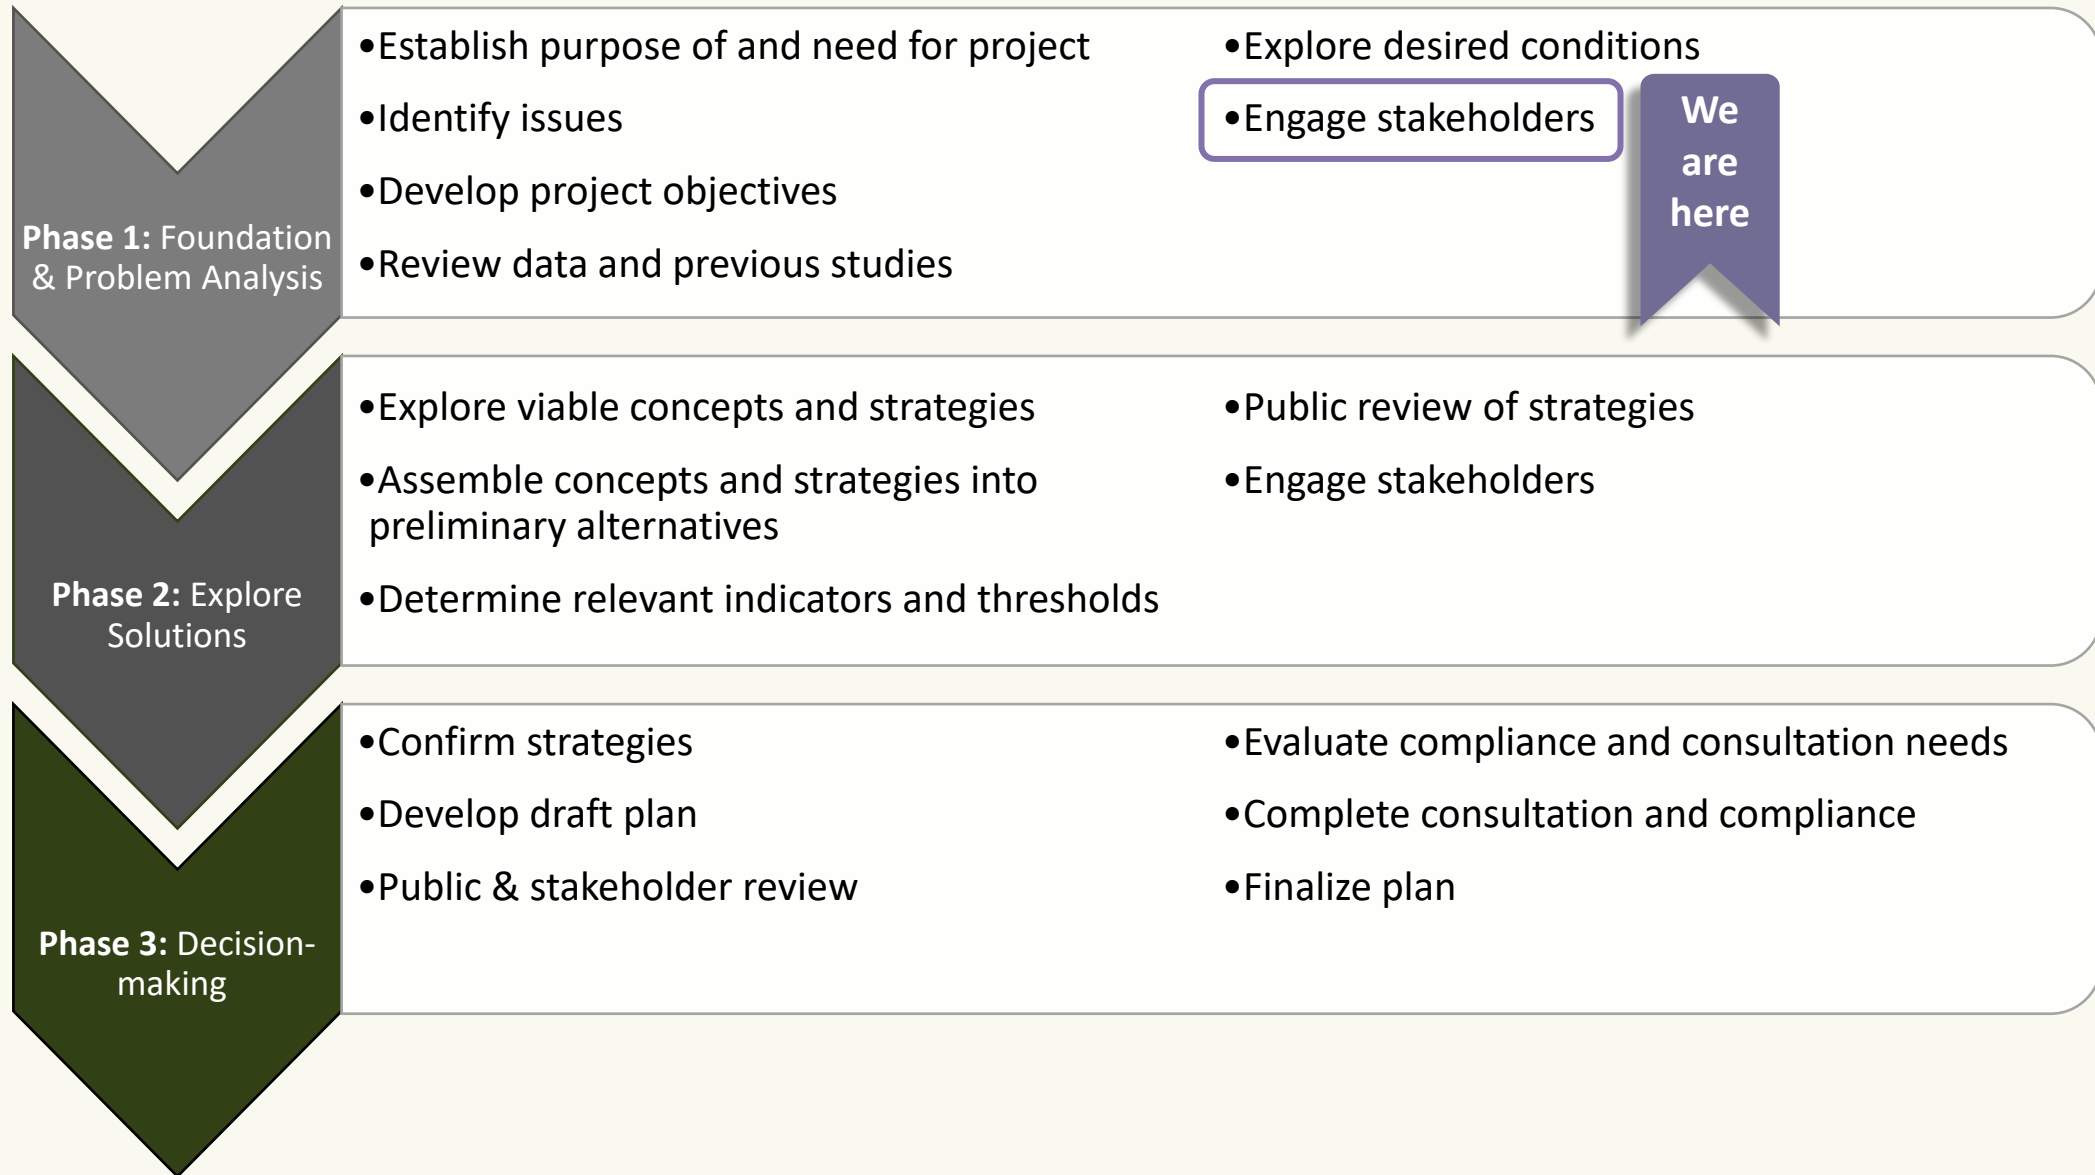 Phase 1: Foundation
& Problem Analysis
•Establish purpose of and need for project
•Identify issues
•Develop project objectives
•Review data and previous studies
•Explore desired conditions
•Engage stakeholders
We
are
here
Phase 2: Explore
Solutions
•Explore viable concepts and strategies
•Assemble concepts and strategies into
preliminary alternatives
•Determine relevant indicators and thresholds
•Public review of strategies
•Engage stakeholders
Phase 3: Decision-
making
•Confirm strategies
•Develop draft plan
•Public & stakeholder review
•Evaluate compliance and consultation needs
•Complete consultation and compliance
•Finalize plan